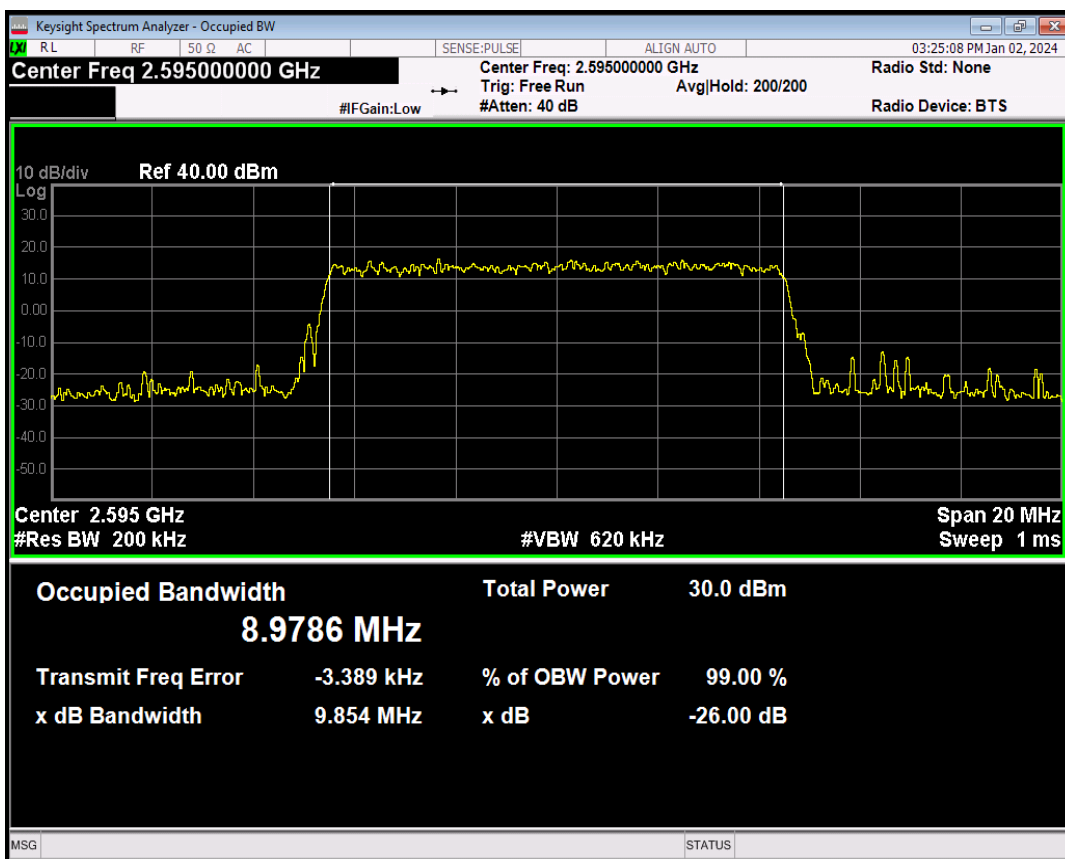 Keysight Spectrum Analyzer - Occupied BW
LXI RL RF 50 Ω AC SENSE:PULSE ALIGN AUTO 03:25:08 PM Jan 02, 2024
Center Freq 2.595000000 GHz Center Freq: 2.595000000 GHz Radio Std: None
Trig: Free Run Avg|Hold: 200/200
#IFGain:Low #Atten: 40 dB Radio Device: BTS
10 dB/div Ref 40.00 dBm
Log
30.0
20.0
10.0
0.00
-10.0
-20.0
-30.0
-40.0
-50.0
Center 2.595 GHz Span 20 MHz
#Res BW 200 kHz #VBW 620 kHz Sweep 1 ms
Occupied Bandwidth Total Power 30.0 dBm
8.9786 MHz
Transmit Freq Error -3.389 kHz % of OBW Power 99.00 %
x dB Bandwidth 9.854 MHz x dB -26.00 dB
MSG STATUS